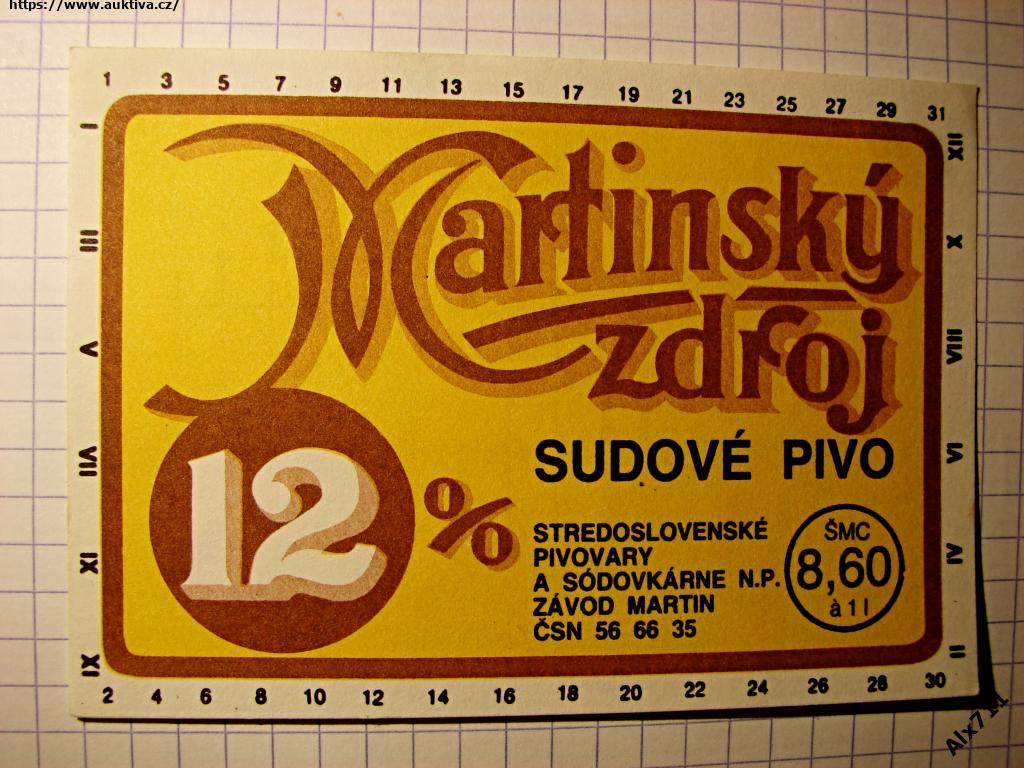 https://www.auktiva.cz/
1 3 5 7 9 11 13 15 17 19 21 23 25 27 29 31
I III V VII XI IX
XII X VIII VI IV II
Martinský
zdroj
12 %
SUDOVÉ PIVO
STREDOSLOVENSKÉ
PIVOVARY
A SÓDOVKÁRNE N.P.
ZÁVOD MARTIN
ČSN 56 66 35
ŠMC
8,60
à 1 l
2 4 6 8 10 12 14 16 18 20 22 24 26 28 30
Alx711